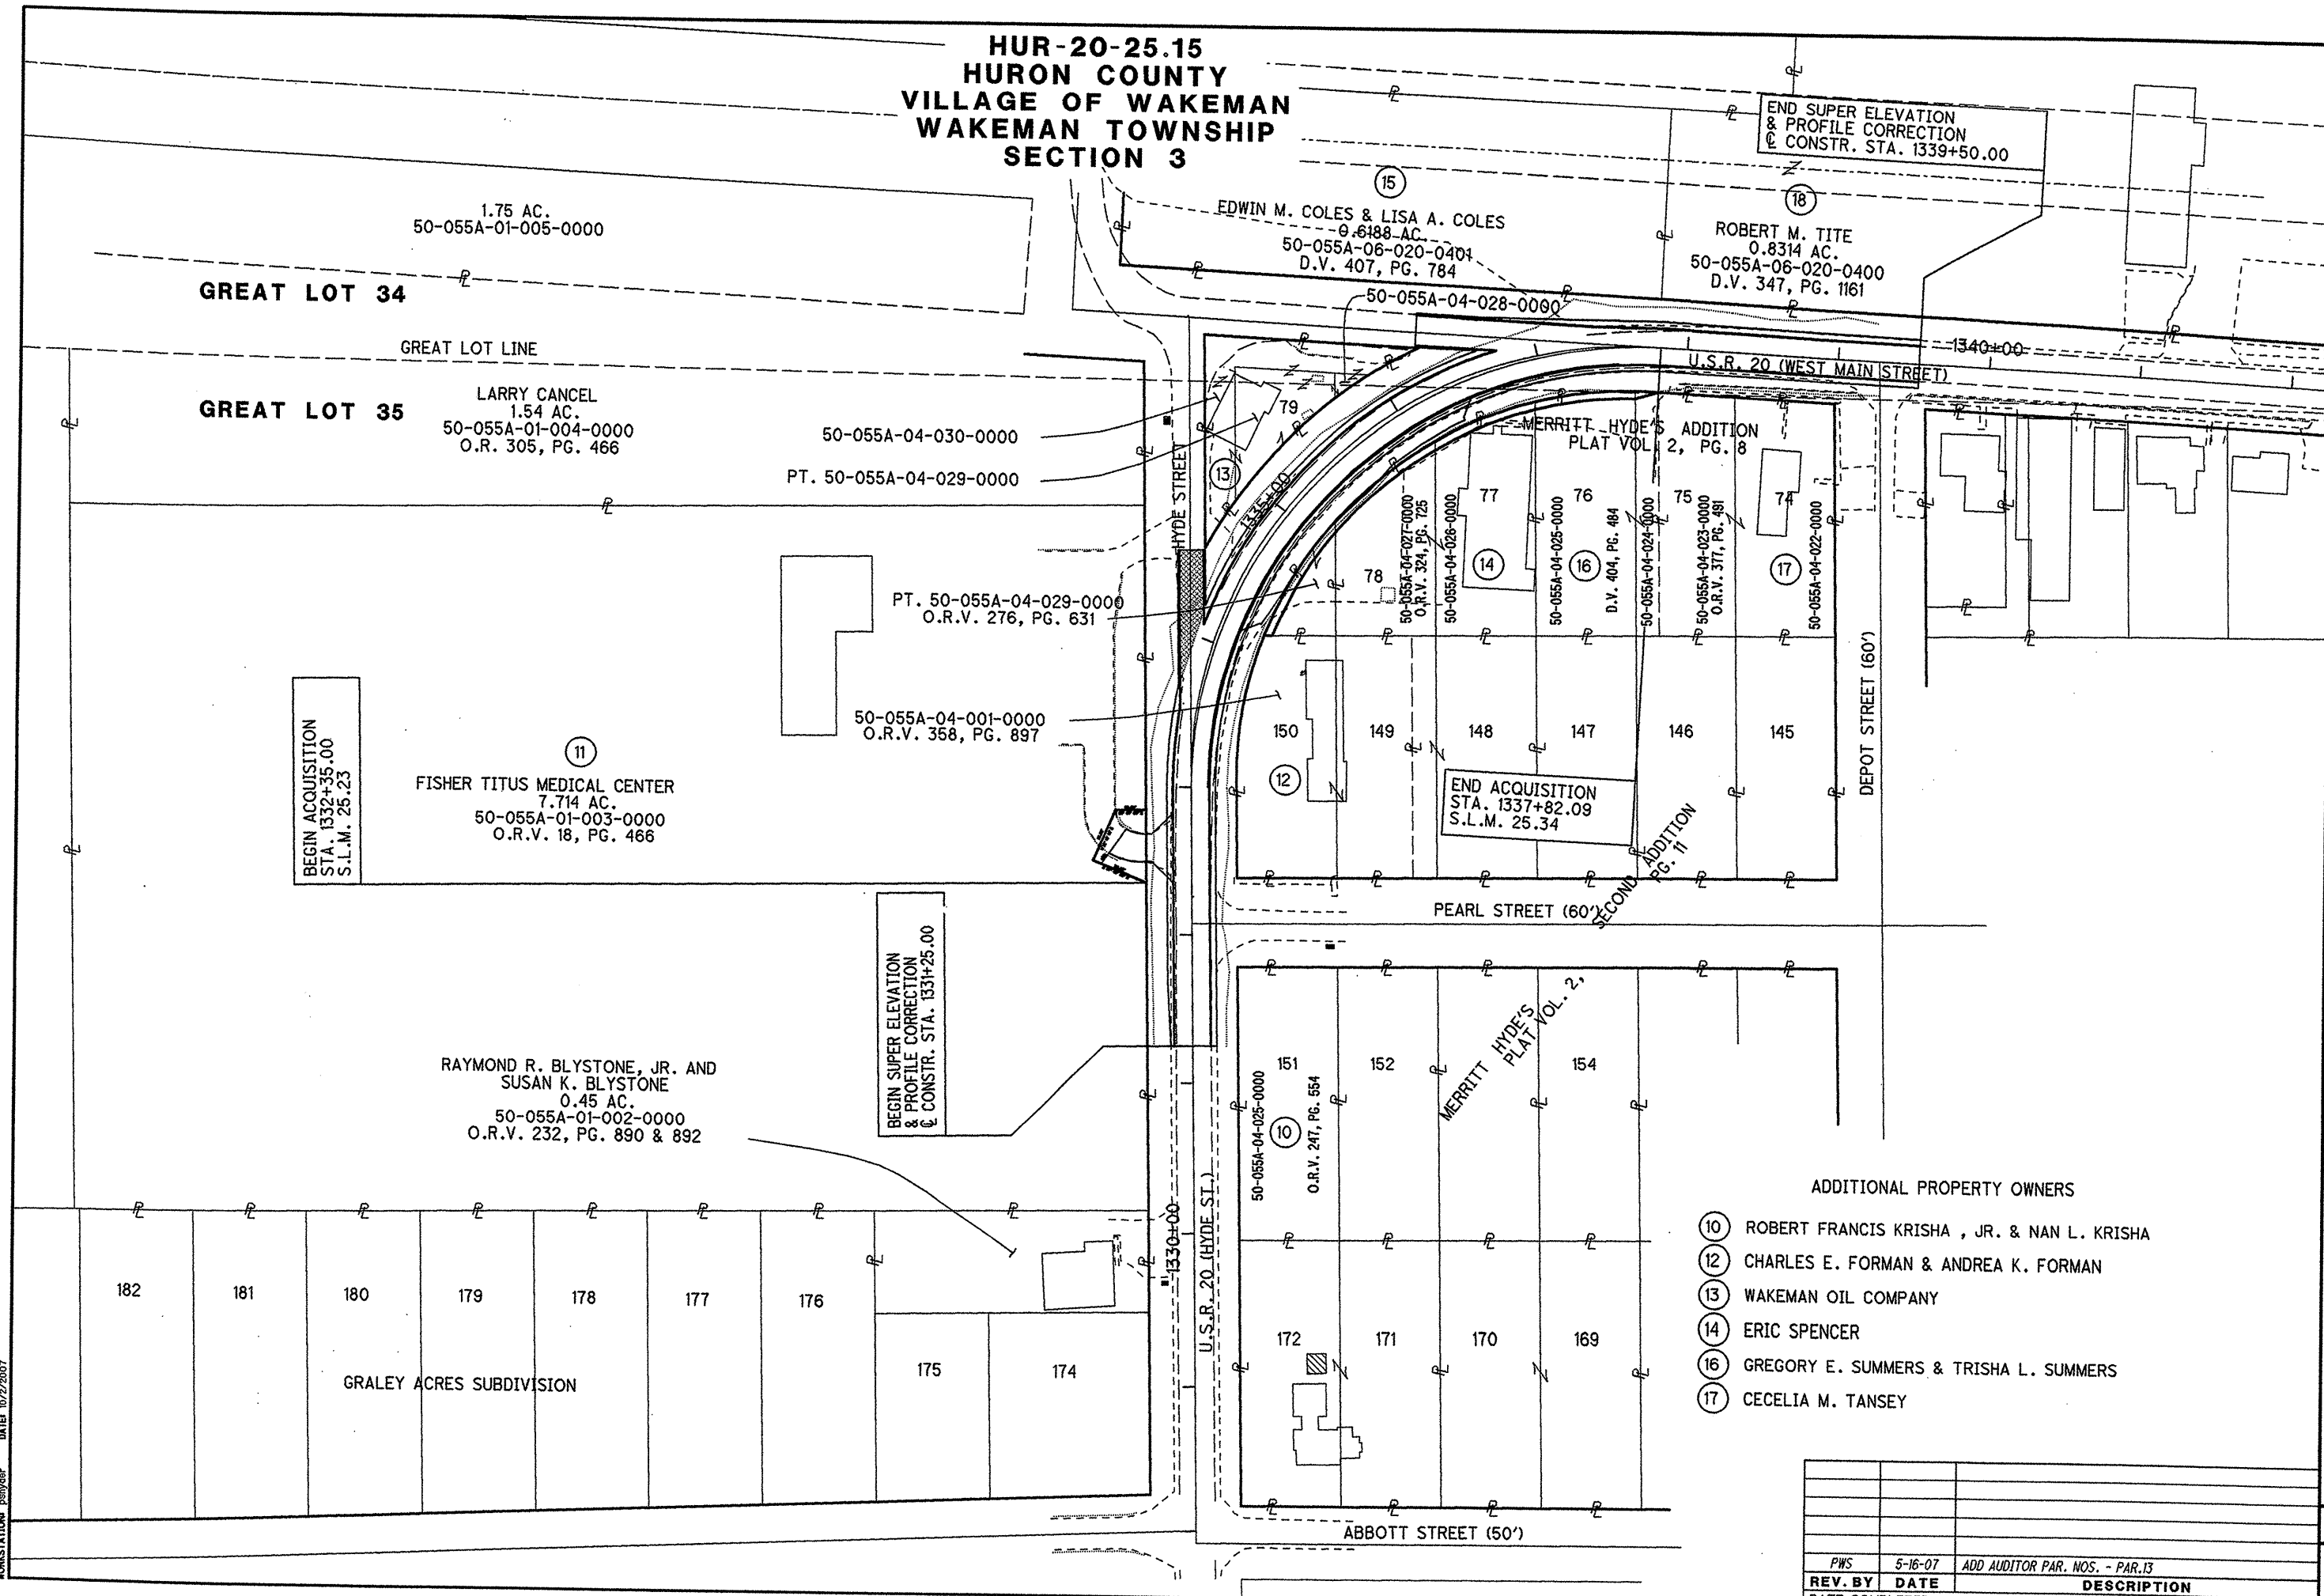 HUR-20-25.15
HURON COUNTY
VILLAGE OF WAKEMAN
WAKEMAN TOWNSHIP
SECTION 3
END SUPER ELEVATION
& PROFILE CORRECTION
℄ CONSTR. STA. 1339+50.00
1.75 AC.
50-055A-01-005-0000
GREAT LOT 34
15
EDWIN M. COLES & LISA A. COLES
0.6188 AC.
50-055A-06-020-0401
D.V. 407, PG. 784
18
ROBERT M. TITE
0.8314 AC.
50-055A-06-020-0400
D.V. 347, PG. 1161
50-055A-04-028-0000
GREAT LOT LINE
GREAT LOT 35
LARRY CANCEL
1.54 AC.
50-055A-01-004-0000
O.R. 305, PG. 466
50-055A-04-030-0000
PT. 50-055A-04-029-0000
HYDE STREET
13
79
1335+00
1340+00
U.S.R. 20 (WEST MAIN STREET)
MERRITT HYDE'S ADDITION
PLAT VOL. 2, PG. 8
78
50-055A-04-027-0000
O.R.V. 324, PG. 725
50-055A-04-026-0000
77
14
50-055A-04-025-0000
76
16
D.V. 404, PG. 484
50-055A-04-024-0000
75
50-055A-04-023-0000
O.R.V. 377, PG. 491
74
17
50-055A-04-022-0000
PT. 50-055A-04-029-0000
O.R.V. 276, PG. 631
50-055A-04-001-0000
O.R.V. 358, PG. 897
DEPOT STREET (60')
BEGIN ACQUISITION
STA. 1332+35.00
S.L.M. 25.23
11
FISHER TITUS MEDICAL CENTER
7.714 AC.
50-055A-01-003-0000
O.R.V. 18, PG. 466
150
149
148
147
146
145
12
END ACQUISITION
STA. 1337+82.09
S.L.M. 25.34
SECOND ADDITION
PG. 11
PEARL STREET (60')
BEGIN SUPER ELEVATION
& PROFILE CORRECTION
℄ CONSTR. STA. 1331+25.00
MERRITT HYDE'S
PLAT VOL. 2,
151
152
154
50-055A-04-025-0000
10
O.R.V. 247, PG. 554
RAYMOND R. BLYSTONE, JR. AND
SUSAN K. BLYSTONE
0.45 AC.
50-055A-01-002-0000
O.R.V. 232, PG. 890 & 892
1330+00
U.S.R. 20 (HYDE ST.)
182
181
180
179
178
177
176
175
174
GRALEY ACRES SUBDIVISION
172
171
170
169
ABBOTT STREET (50')
ADDITIONAL PROPERTY OWNERS
10 ROBERT FRANCIS KRISHA , JR. & NAN L. KRISHA
12 CHARLES E. FORMAN & ANDREA K. FORMAN
13 WAKEMAN OIL COMPANY
14 ERIC SPENCER
16 GREGORY E. SUMMERS & TRISHA L. SUMMERS
17 CECELIA M. TANSEY
PWS 5-16-07 ADD AUDITOR PAR. NOS. - PAR.13
REV. BY DATE DESCRIPTION
WORKSTATION: psnyder DATE: 10/2/2007